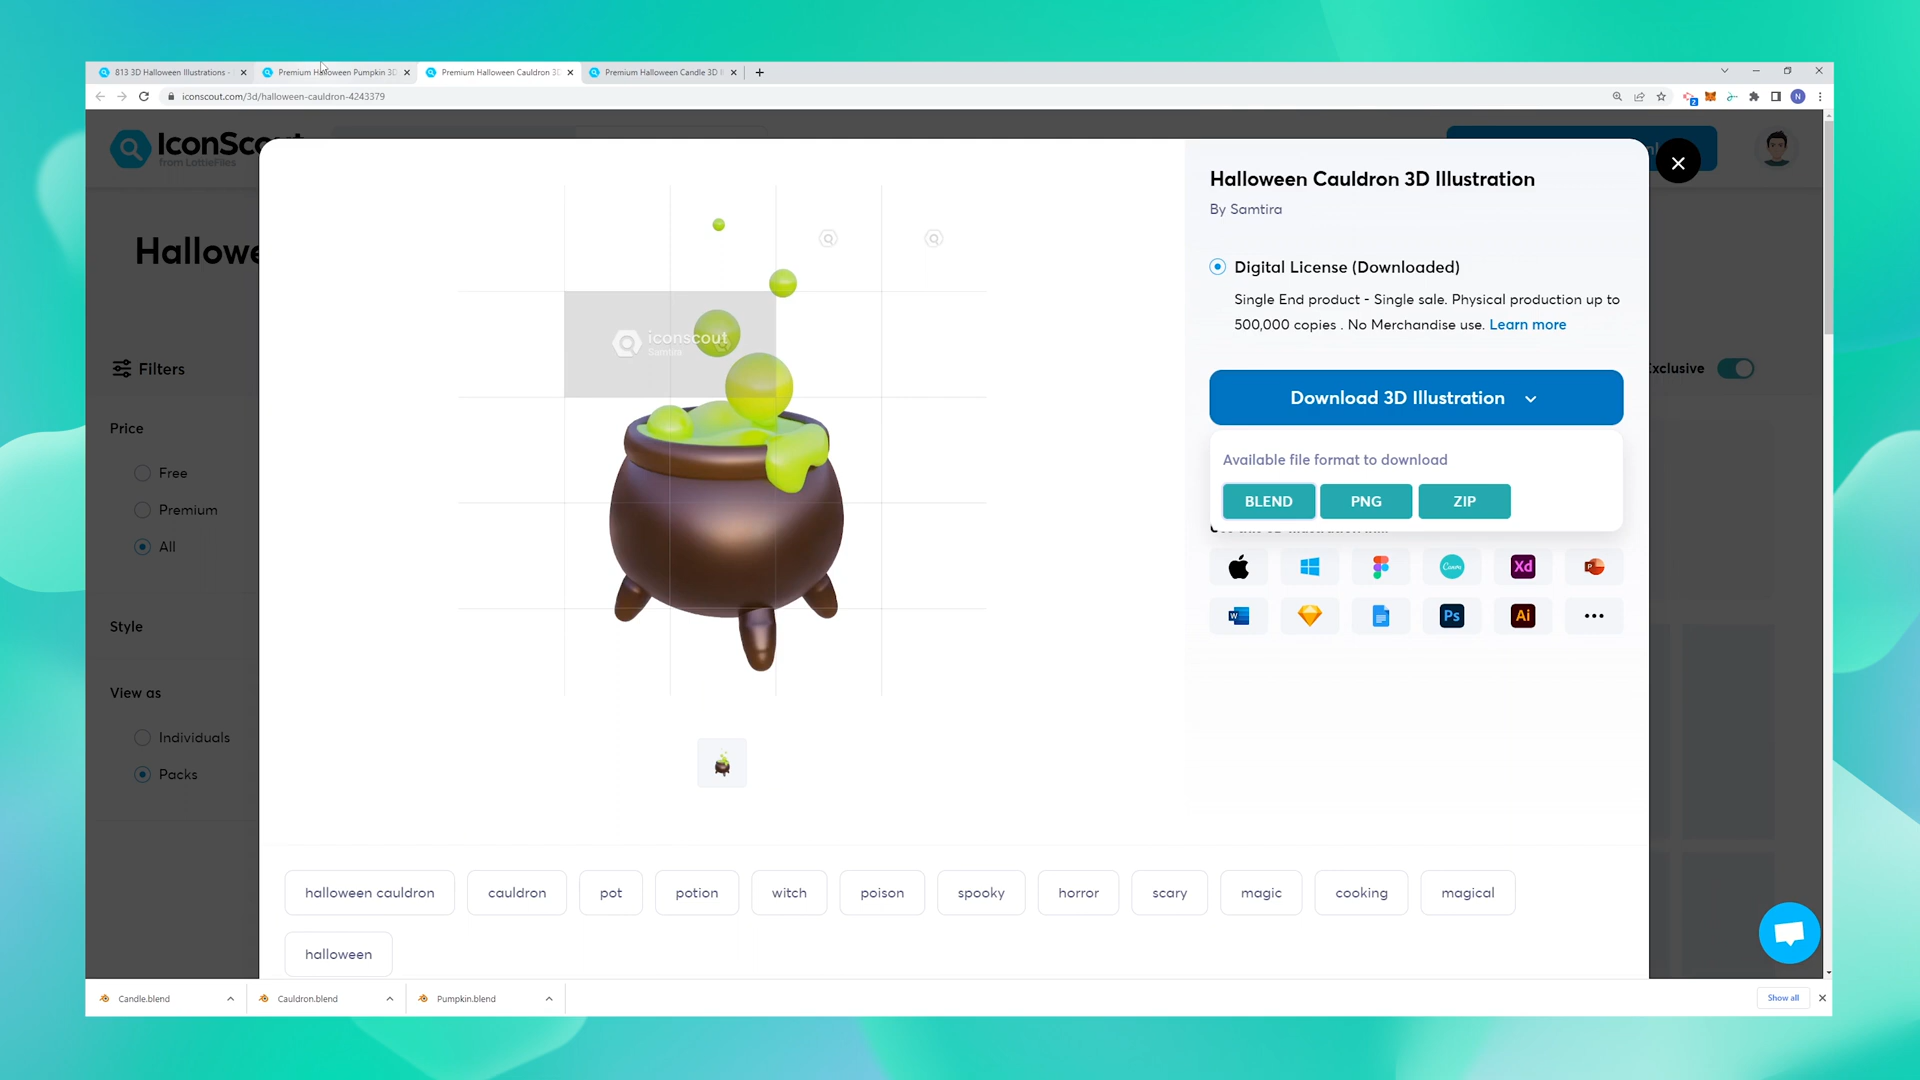 813 3D Halloween Illustrations -
Premium Halloween Pumpkin 3D
Premium Halloween Cauldron 3D
Premium Halloween Candle 3D
iconscout.com/3d/halloween-cauldron-4243379
N
IconSco
from LottieFiles
Hallowe
Filters
Price
Free
Premium
All
Style
View as
Individuals
Packs
Exclusive
iconscout
Samtira
Halloween Cauldron 3D Illustration
By Samtira
Digital License (Downloaded)
Single End product - Single sale. Physical production up to
500,000 copies . No Merchandise use. Learn more
Download 3D Illustration
Available file format to download
BLEND PNG ZIP
Canva
Xd
P
W
Ps
Ai
halloween cauldron
cauldron
pot
potion
witch
poison
spooky
horror
scary
magic
cooking
magical
halloween
Candle.blend
Cauldron.blend
Pumpkin.blend
Show all